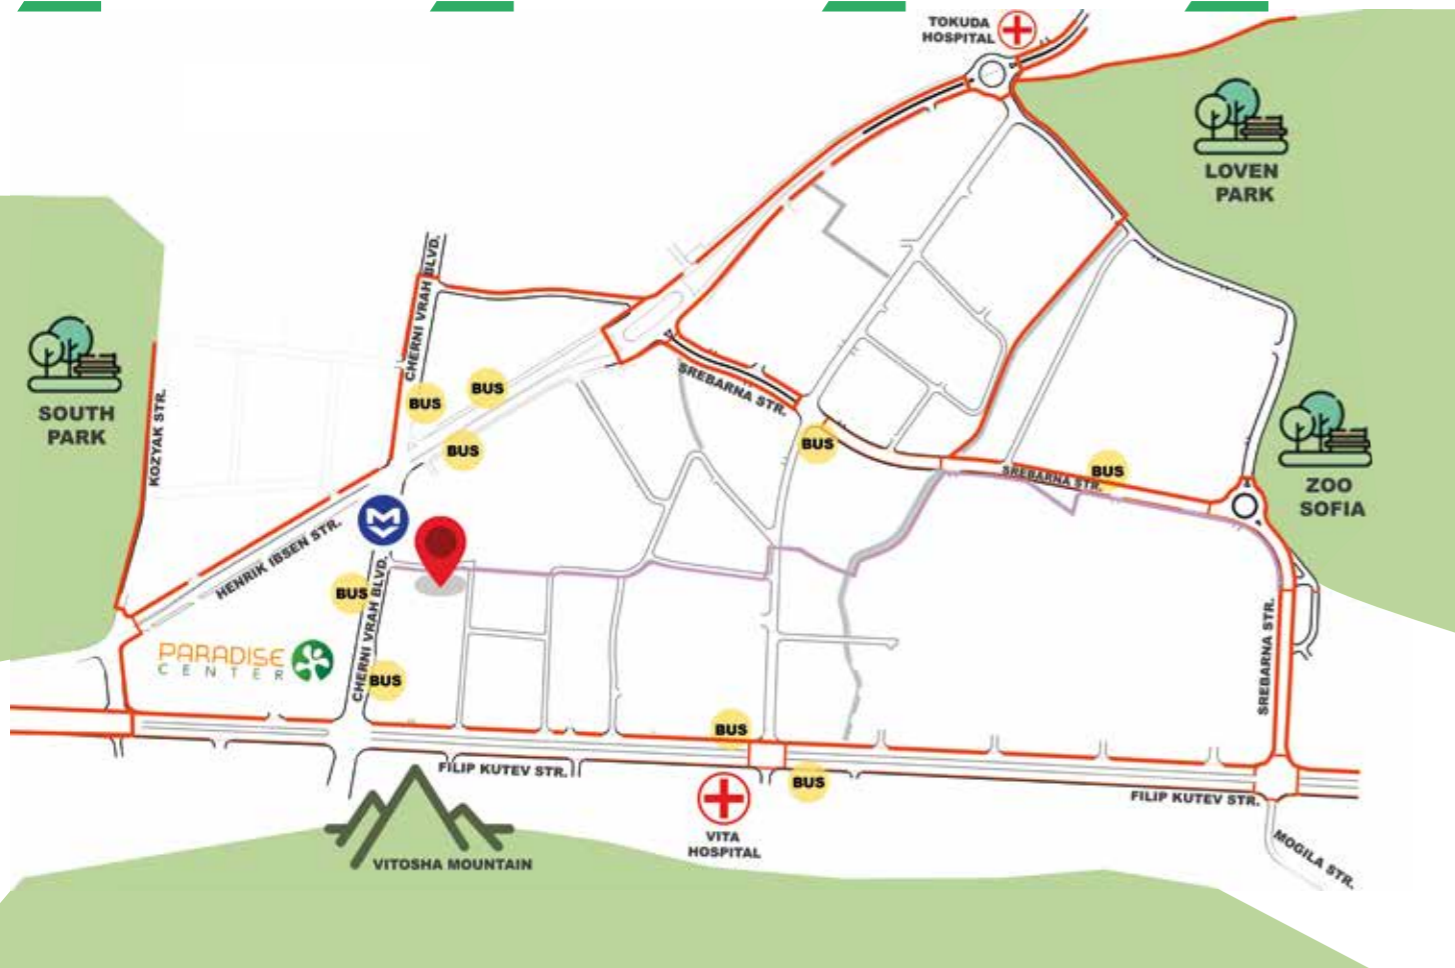 TOKUDA
HOSPITAL
LOVEN
PARK
CHERNI VRAH BLVD.
SOUTH
PARK
KOZYAK STR.
BUS
BUS
BUS
SREBARNA STR.
BUS
SREBARNA STR.
BUS
ZOO
SOFIA
M
HENRIK IBSEN STR.
BUS
CHERNI VRAH BLVD.
PARADISE
CENTER
BUS
SREBARNA STR.
BUS
FILIP KUTEV STR.
BUS
FILIP KUTEV STR.
VITA
HOSPITAL
VITOSHA MOUNTAIN
MOGILA STR.